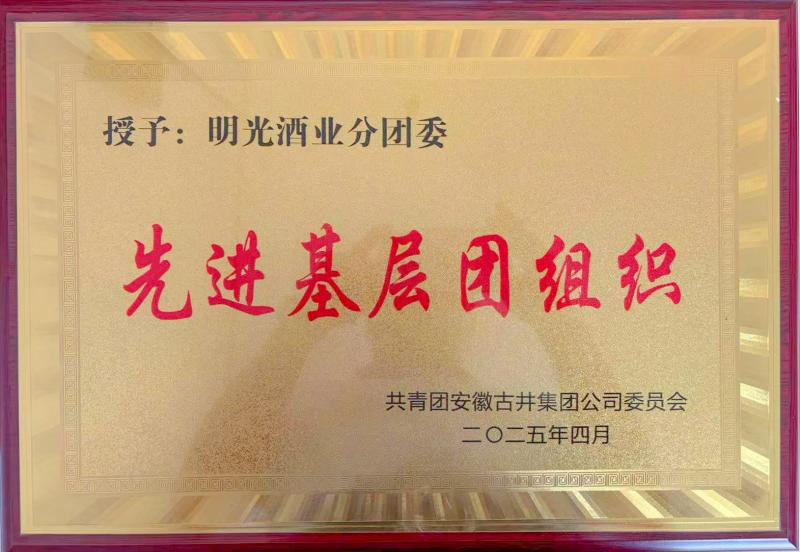 授予：明光酒业分团委
先进基层团组织
共青团安徽古井集团公司委员会
二〇二五年四月